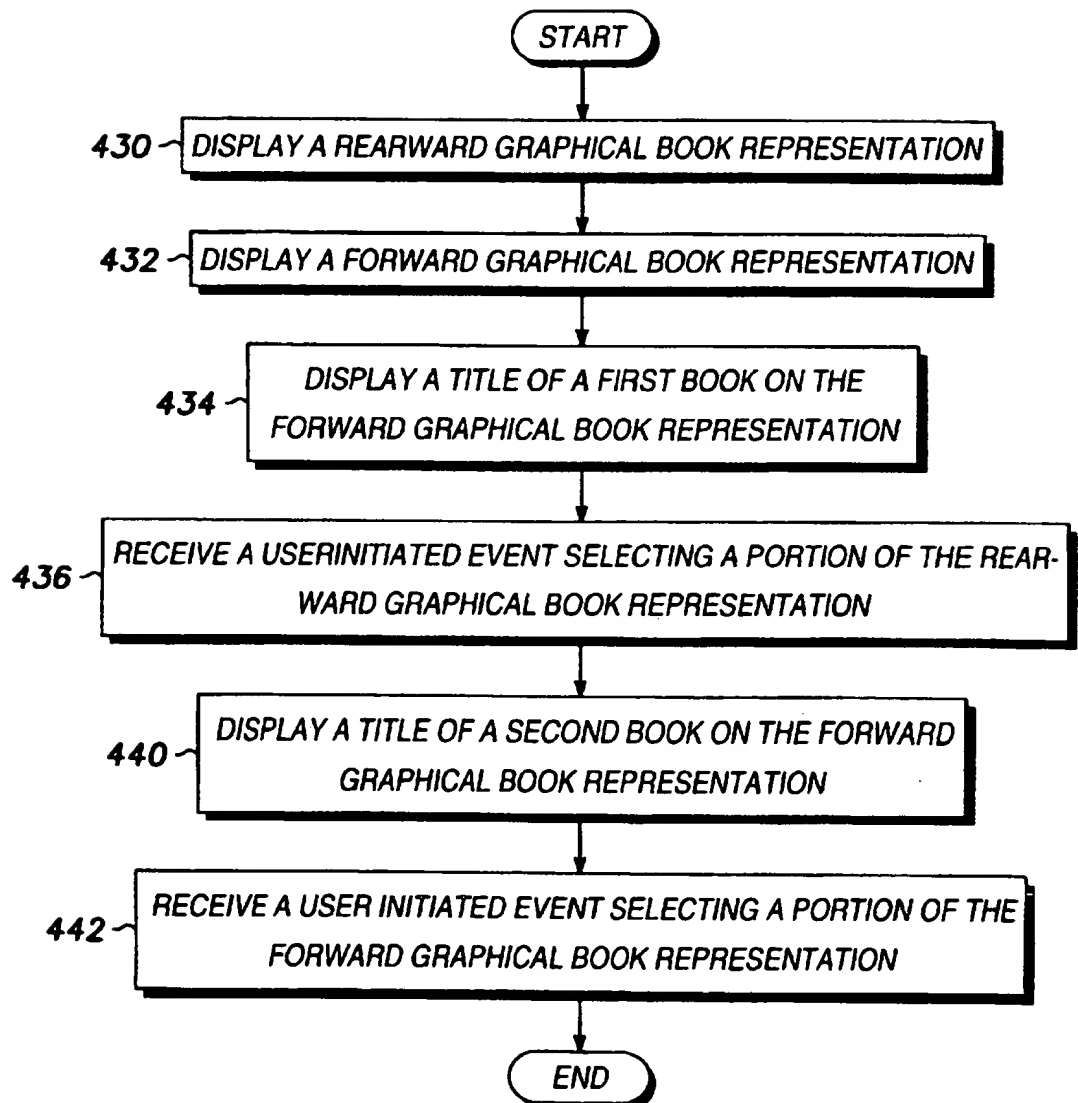 START
430 DISPLAY A REARWARD GRAPHICAL BOOK REPRESENTATION
432 DISPLAY A FORWARD GRAPHICAL BOOK REPRESENTATION
434 DISPLAY A TITLE OF A FIRST BOOK ON THE
FORWARD GRAPHICAL BOOK REPRESENTATION
436 RECEIVE A USERINITIATED EVENT SELECTING A PORTION OF THE REAR-
WARD GRAPHICAL BOOK REPRESENTATION
440 DISPLAY A TITLE OF A SECOND BOOK ON THE FORWARD
GRAPHICAL BOOK REPRESENTATION
442 RECEIVE A USER INITIATED EVENT SELECTING A PORTION OF THE
FORWARD GRAPHICAL BOOK REPRESENTATION
END